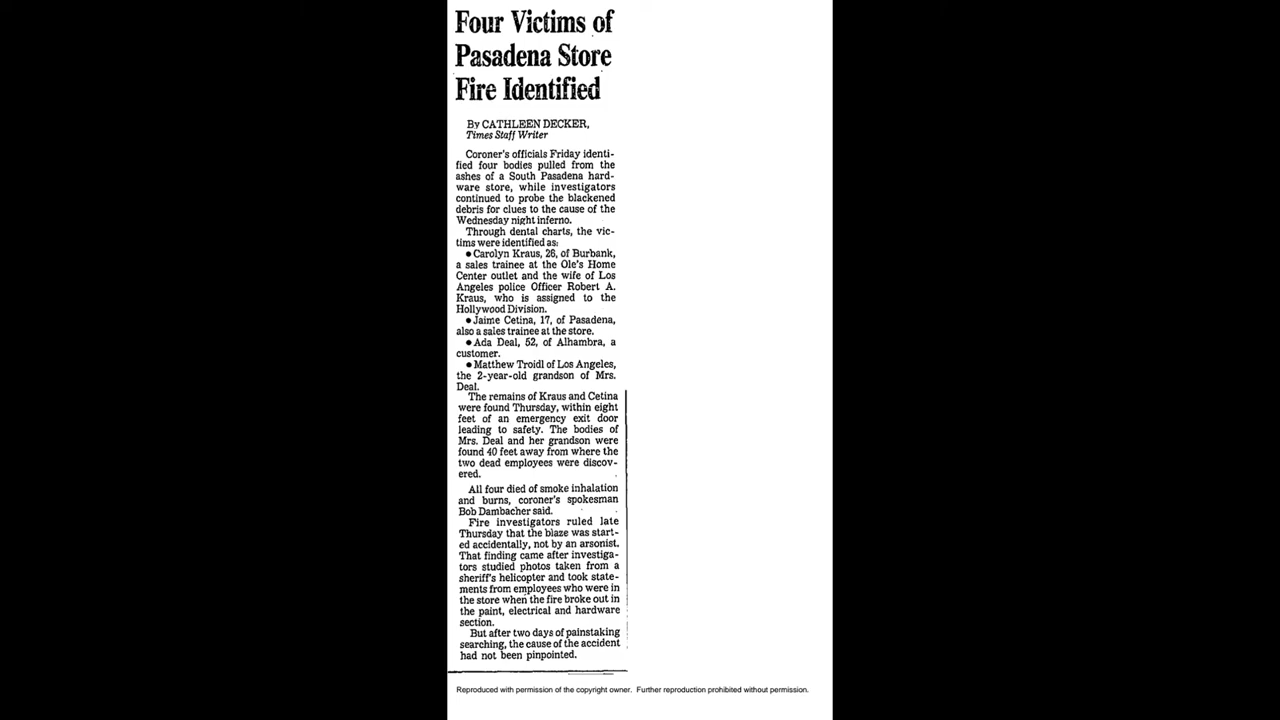 Four Victims of
Pasadena Store
Fire Identified
By CATHLEEN DECKER,
Times Staff Writer
Coroner's officials Friday identi-
fied four bodies pulled from the
ashes of a South Pasadena hard-
ware store, while investigators
continued to probe the blackened
debris for clues to the cause of the
Wednesday night inferno.
Through dental charts, the vic-
tims were identified as:
•Carolyn Kraus, 26, of Burbank,
a sales trainee at the Ole's Home
Center outlet and the wife of Los
Angeles police Officer Robert A.
Kraus, who is assigned to the
Hollywood Division.
•Jaime Cetina, 17, of Pasadena,
also a sales trainee at the store.
•Ada Deal, 52, of Alhambra, a
customer.
•Matthew Troidl of Los Angeles,
the 2-year-old grandson of Mrs.
Deal.
The remains of Kraus and Cetina
were found Thursday, within eight
feet of an emergency exit door
leading to safety. The bodies of
Mrs. Deal and her grandson were
found 40 feet away from where the
two dead employees were discov-
ered.
All four died of smoke inhalation
and burns, coroner's spokesman
Bob Dambacher said.
Fire investigators ruled late
Thursday that the blaze was start-
ed accidentally, not by an arsonist.
That finding came after investiga-
tors studied photos taken from a
sheriff's helicopter and took state-
ments from employees who were in
the store when the fire broke out in
the paint, electrical and hardware
section.
But after two days of painstaking
searching, the cause of the accident
had not been pinpointed.
Reproduced with permission of the copyright owner. Further reproduction prohibited without permission.